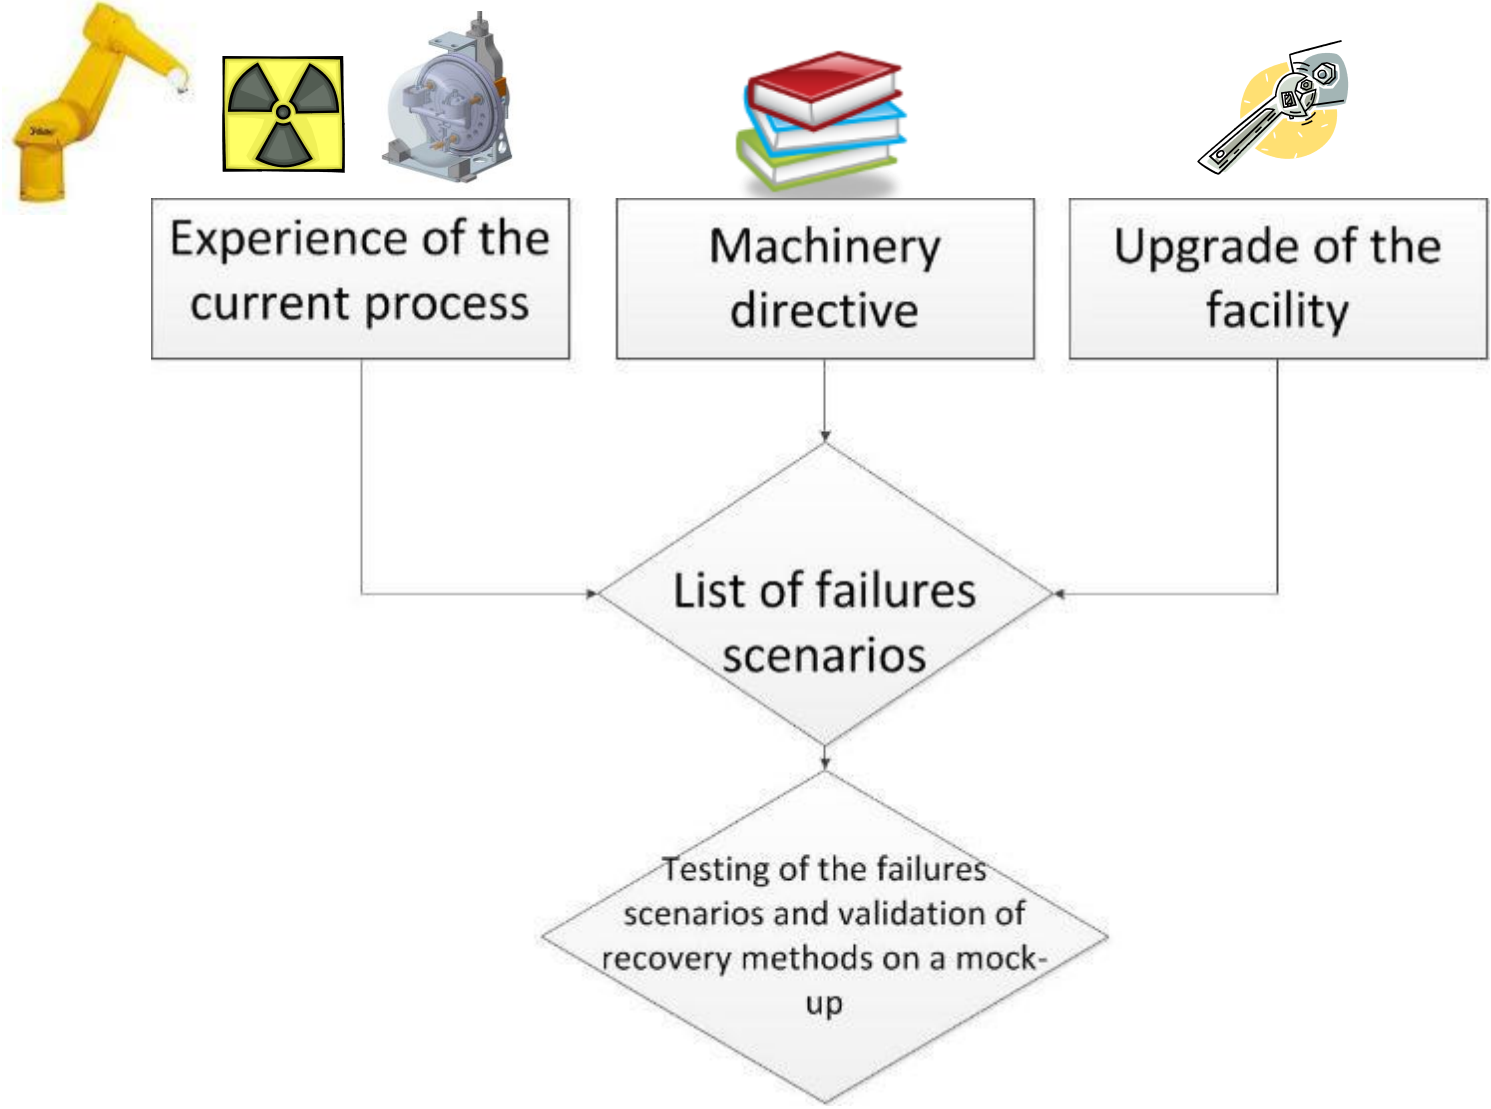 Experience of the
current process
Machinery
directive
Upgrade of the
facility
List of failures
scenarios
Testing of the failures
scenarios and validation of
recovery methods on a mock-
up